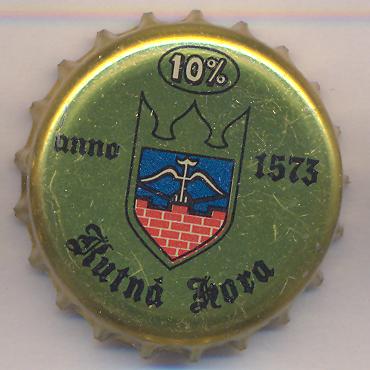 10%
anno 1573
Kutná Hora